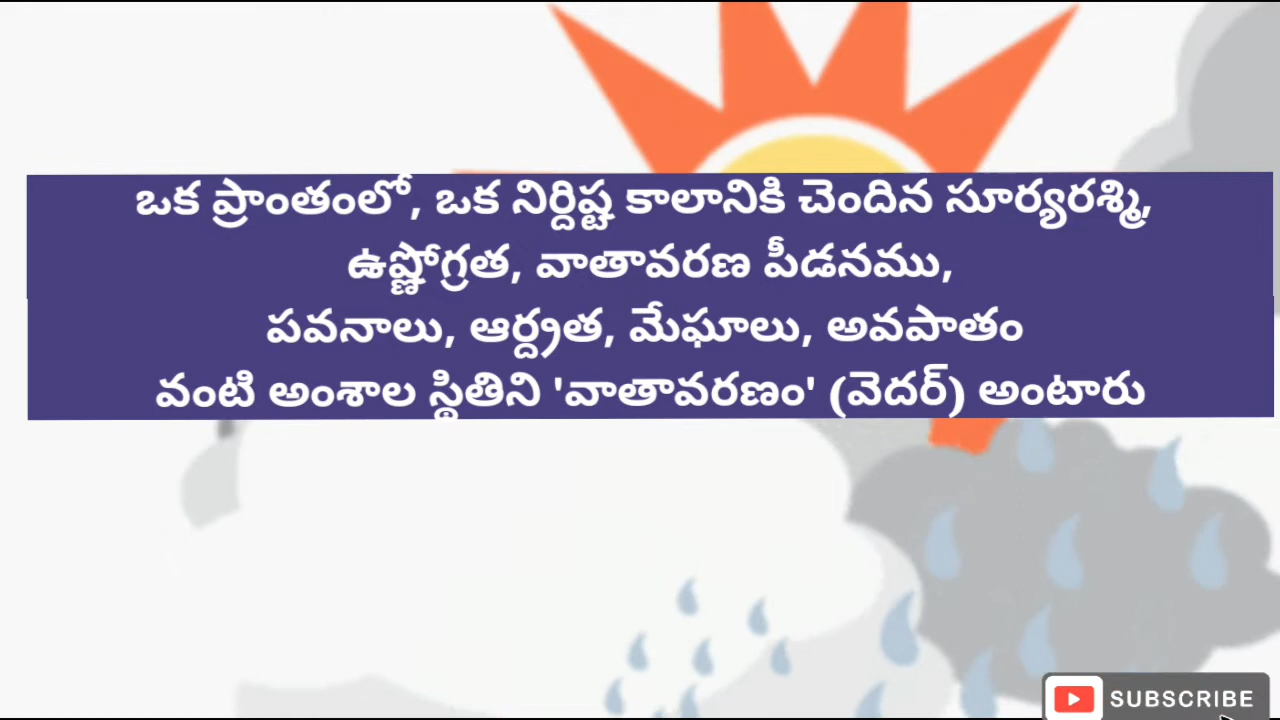 ఒక ప్రాంతంలో, ఒక నిర్దిష్ట కాలానికి చెందిన సూర్యరశ్మి,
ఉష్ణోగ్రత, వాతావరణ పీడనము,
పవనాలు, ఆర్ద్రత, మేఘాలు, అవపాతం
వంటి అంశాల స్థితిని 'వాతావరణం' (వెదర్) అంటారు
SUBSCRIBE